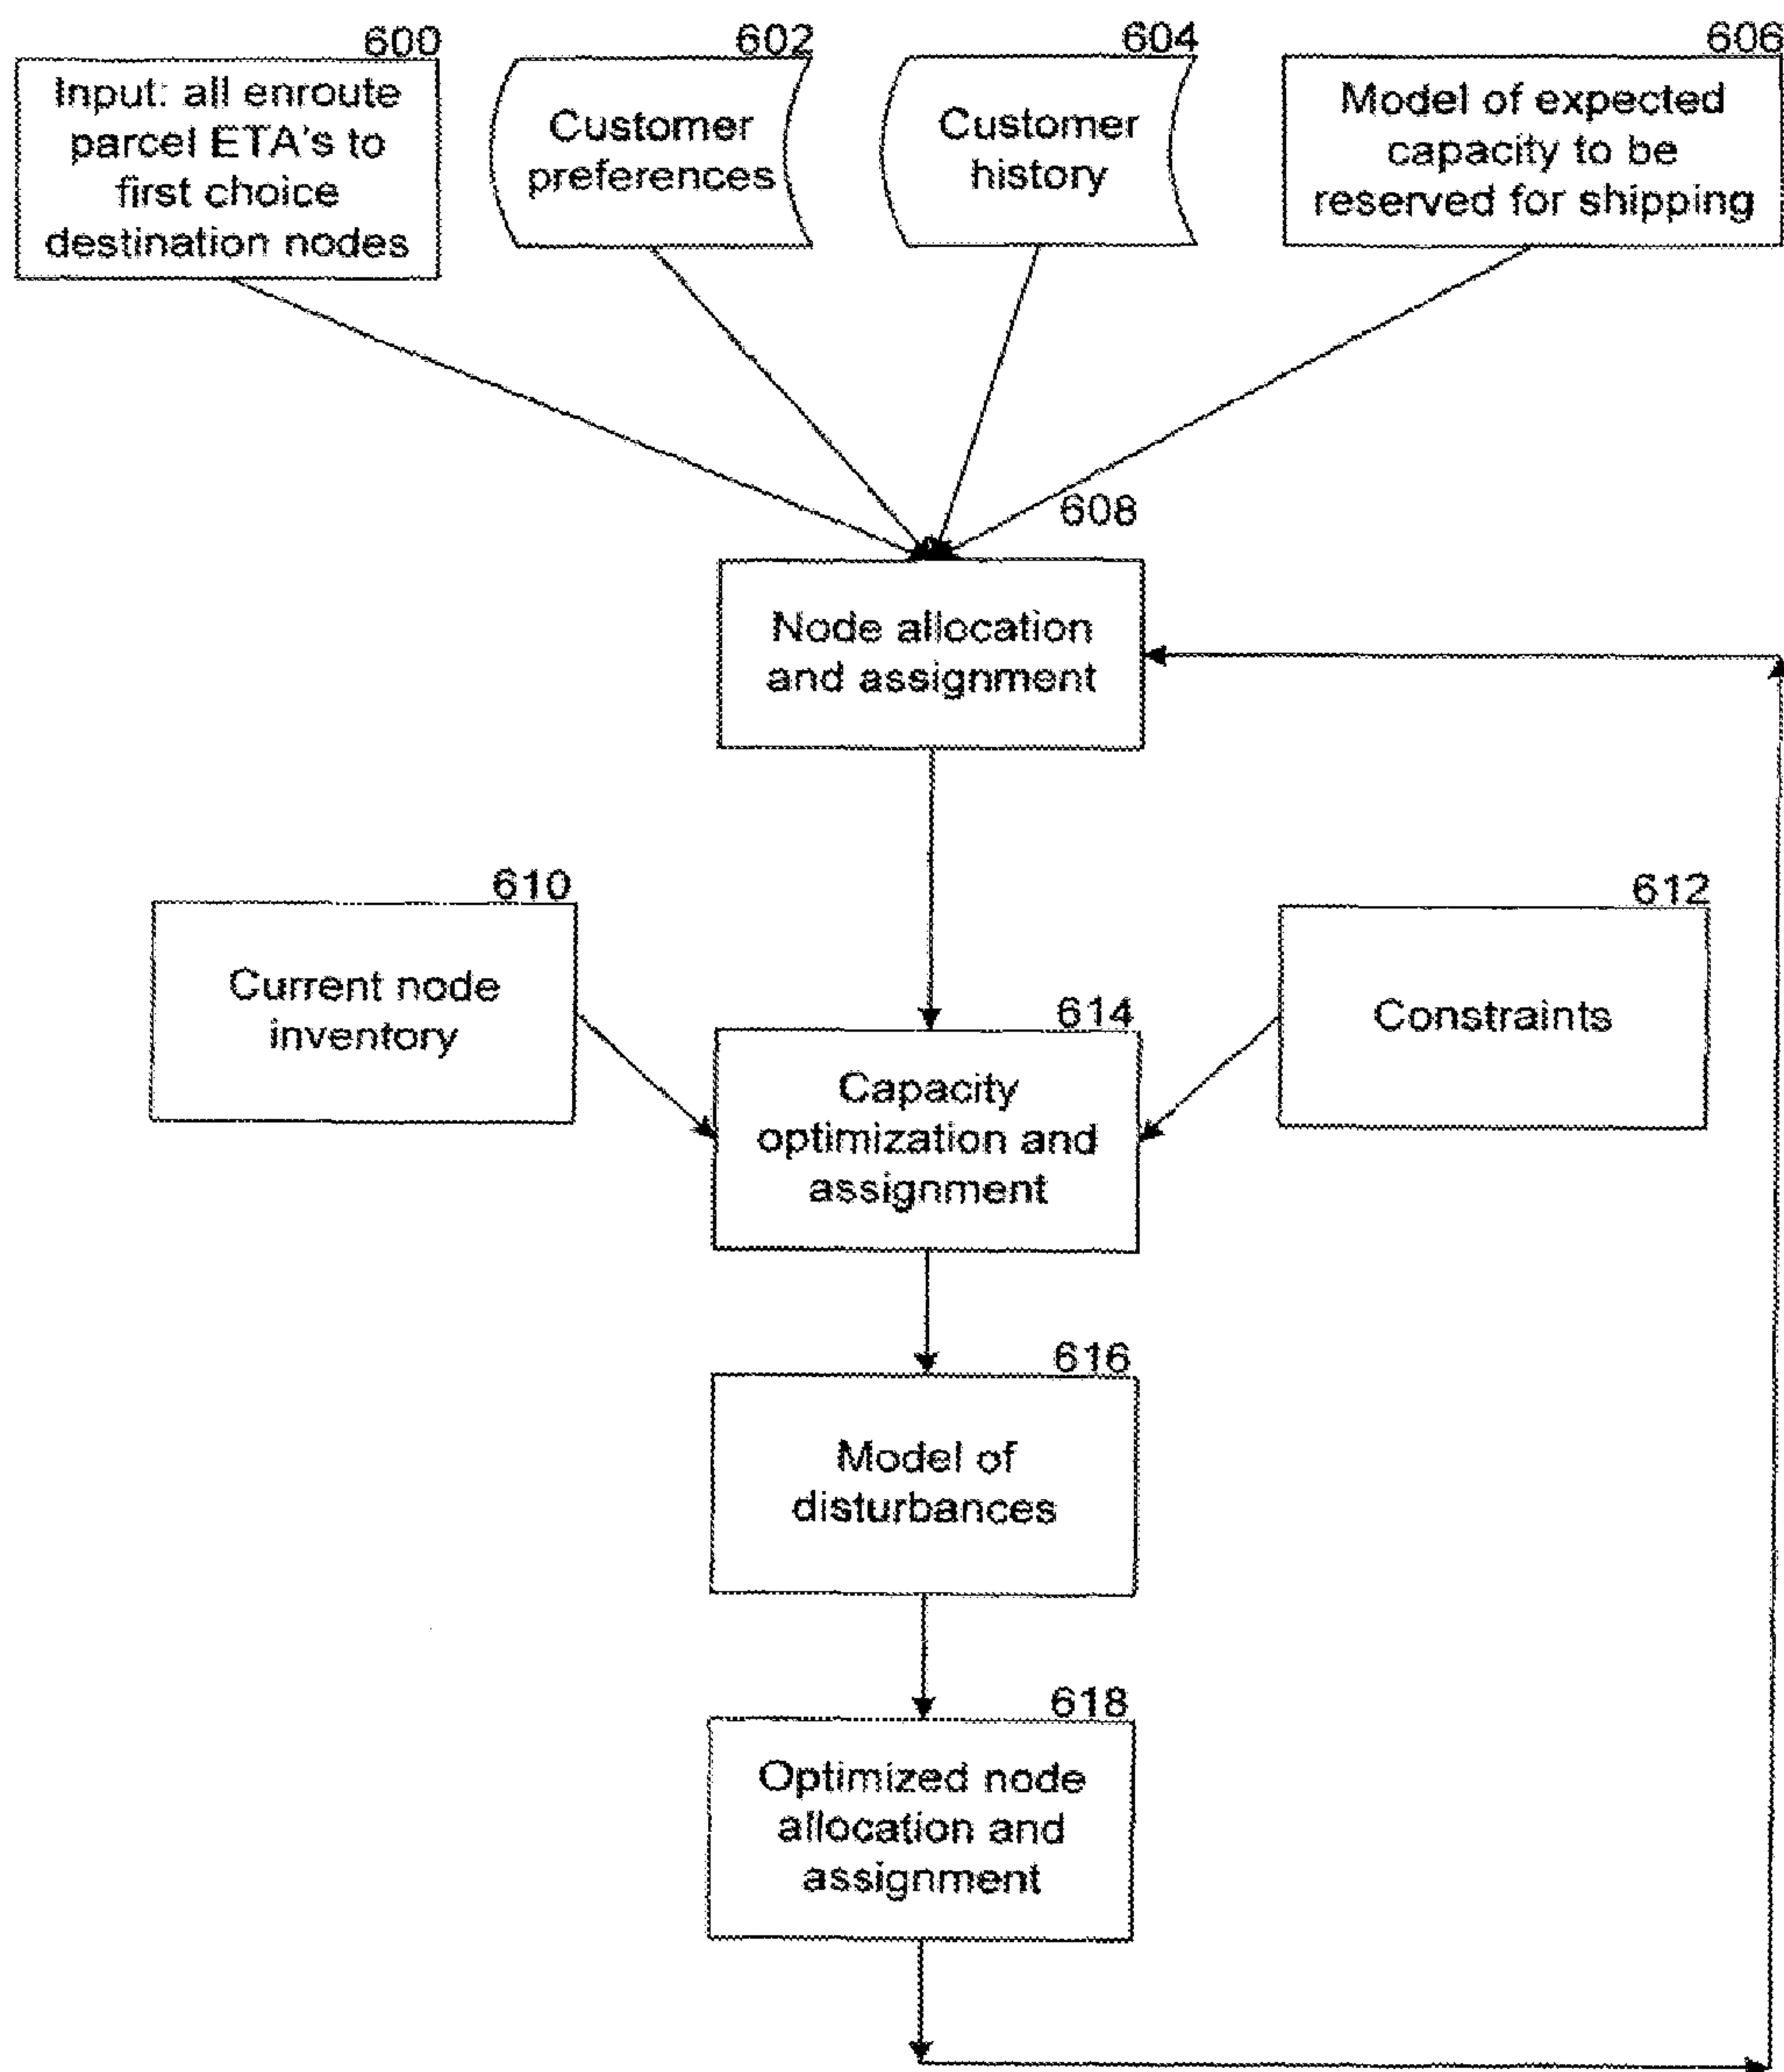 600
Input: all enroute
parcel ETA's to
first choice
destination nodes
602
Customer
preferences
604
Customer
history
606
Model of expected
capacity to be
reserved for shipping
608
Node allocation
and assignment
610
Current node
inventory
612
Constraints
614
Capacity
optimization and
assignment
616
Model of
disturbances
618
Optimized node
allocation and
assignment